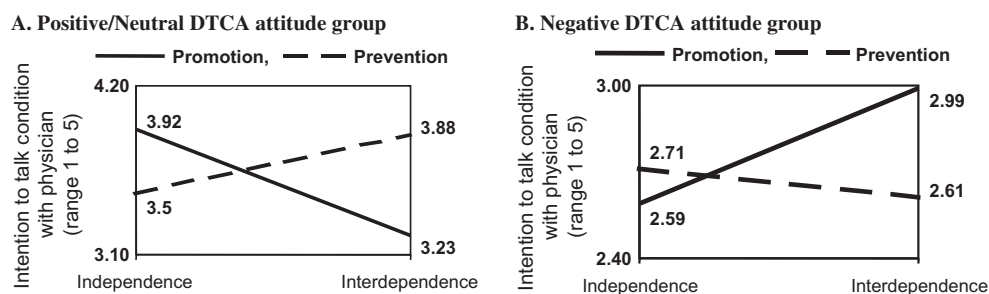 A. Positive/Neutral DTCA attitude group
Promotion, Prevention
Intention to talk condition
with physician
(range 1 to 5)
4.20
3.92
3.88
3.5
3.23
3.10
Independence Interdependence
B. Negative DTCA attitude group
Promotion, Prevention
Intention to talk condition
with physician
(range 1 to 5)
3.00
2.99
2.71
2.61
2.59
2.40
Independence Interdependence